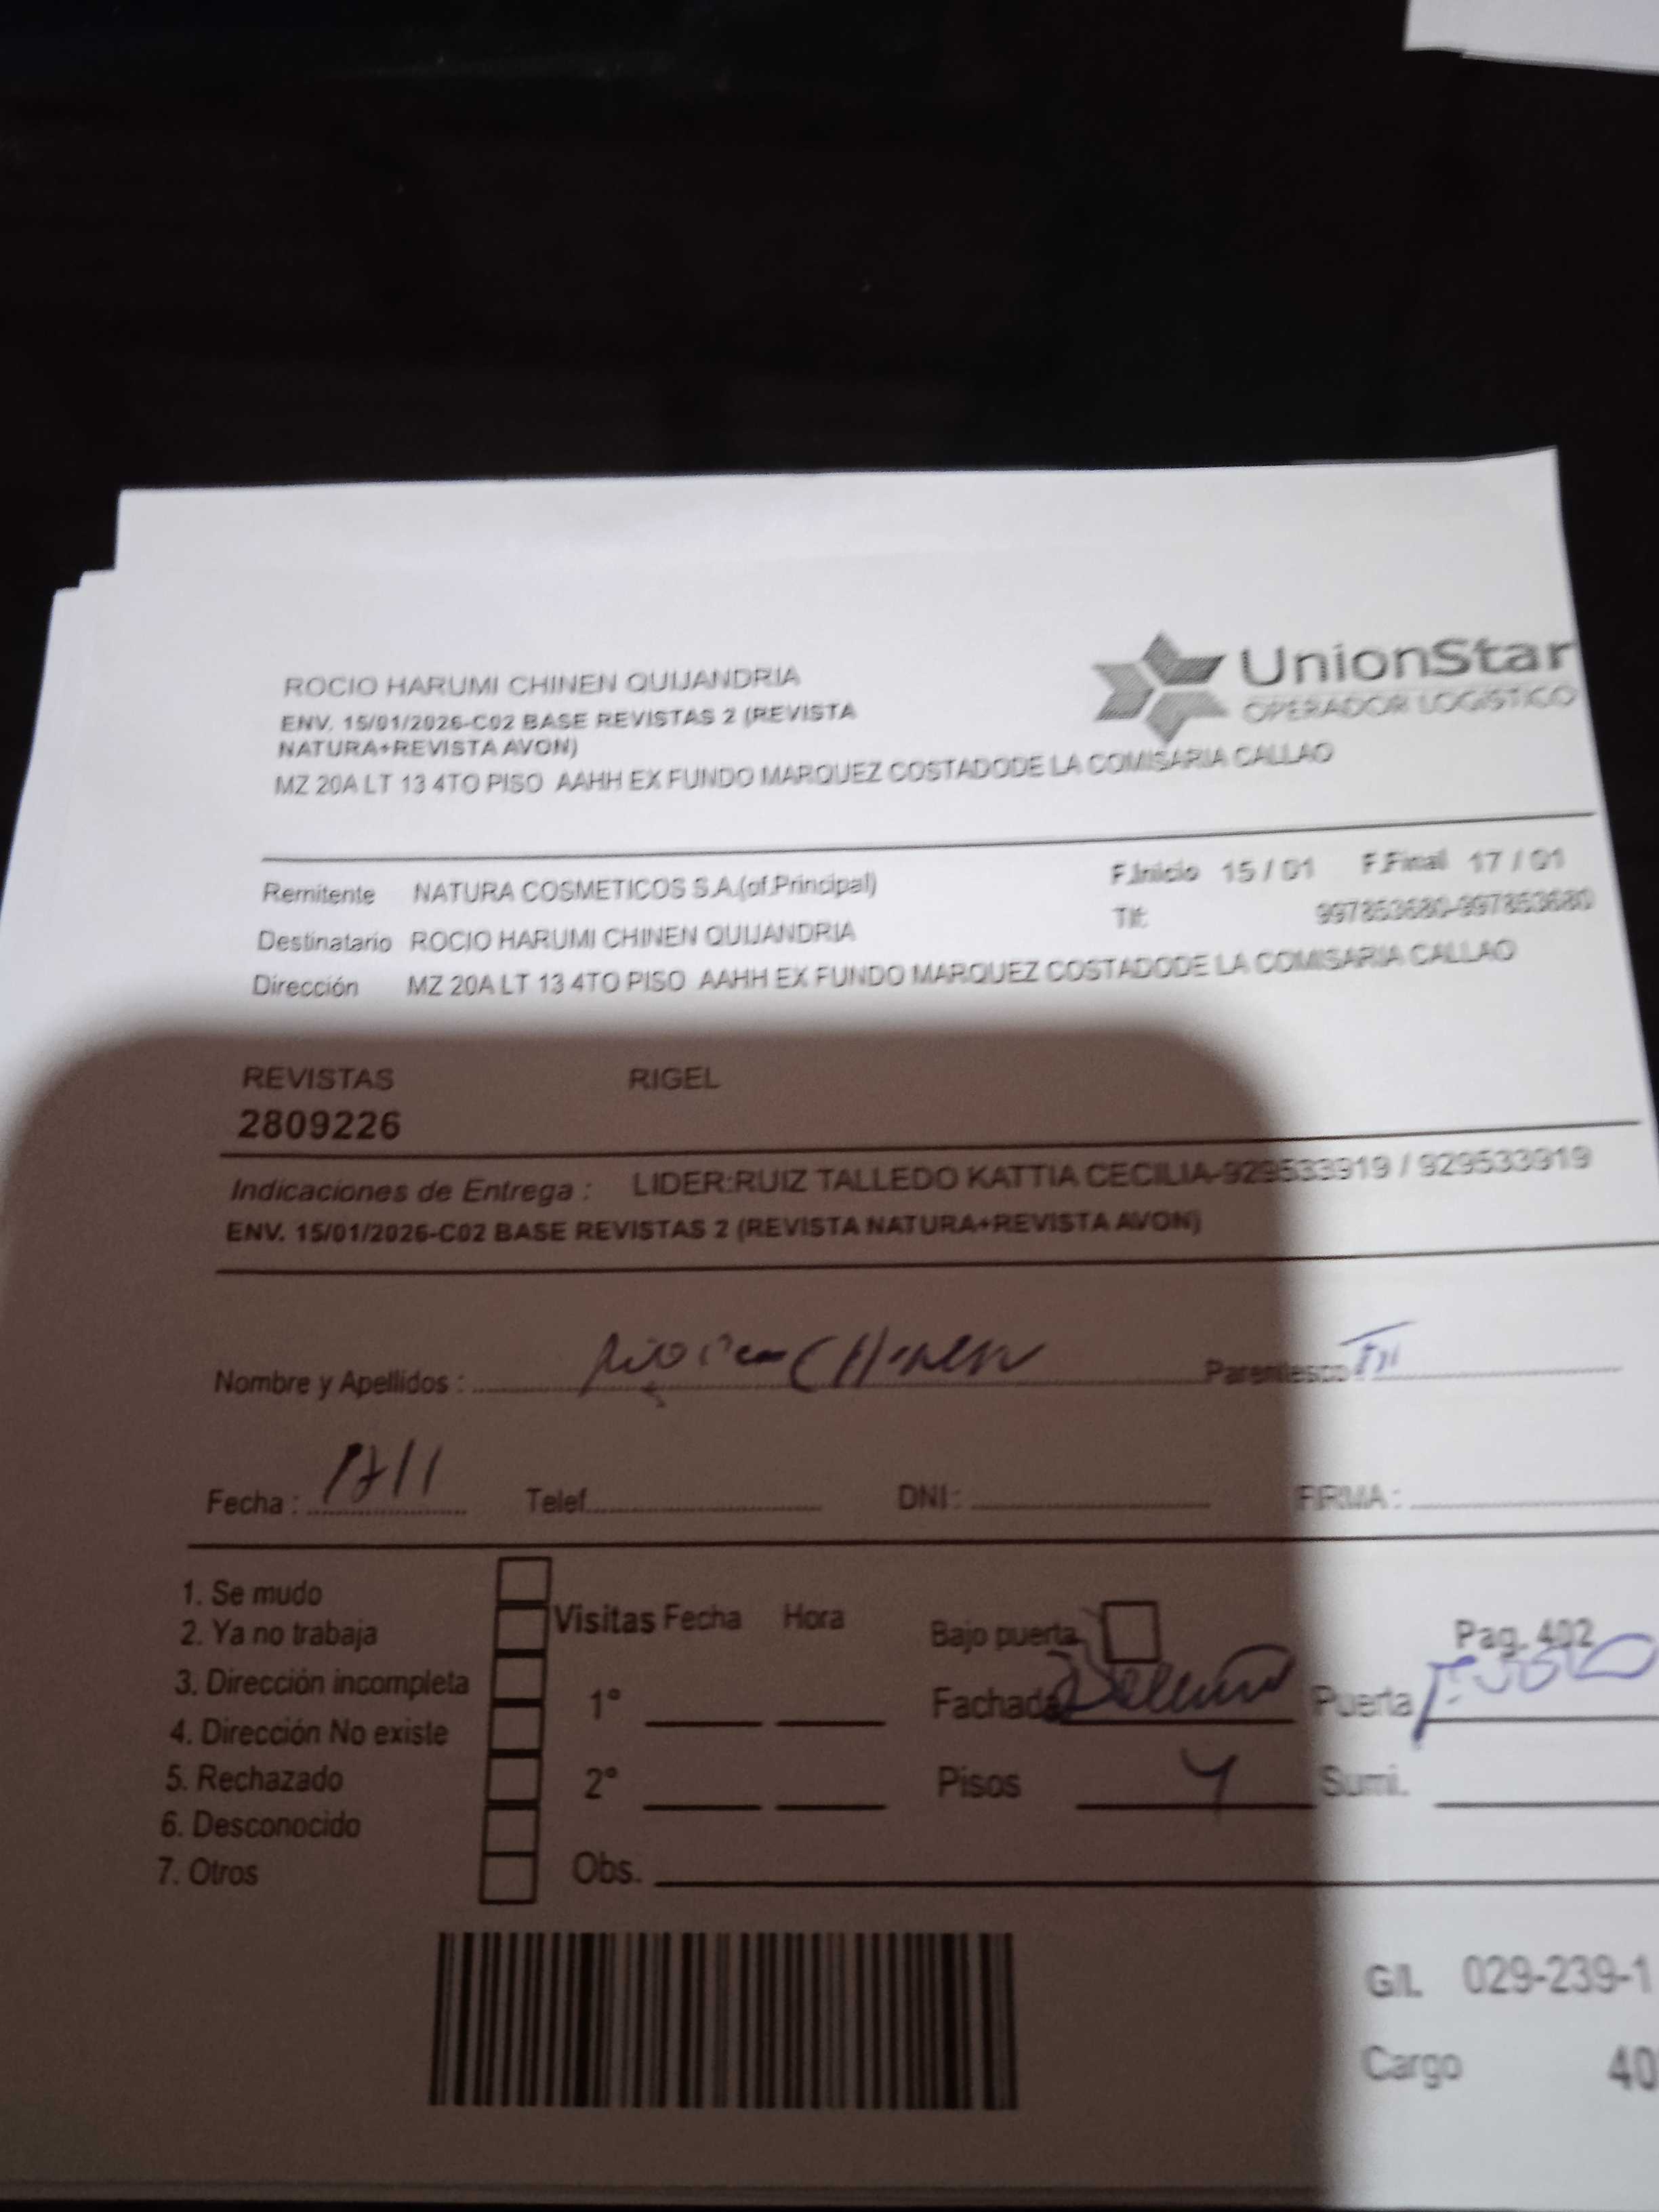 ROCIO HARUMI CHINEN QUIJANDRIA
ENV. 15/01/2026-C02 BASE REVISTAS 2 (REVISTA
NATURA+REVISTA AVON)
MZ 20A LT 13 4TO PISO AAHH EX FUNDO MARQUEZ COSTADODE LA COMISARIA CALLAO
UnionStar
OPERADOR LOGISTICO
Remitente NATURA COSMETICOS S.A.(of.Principal) F.Inicio 15 / 01 F.Final 17 / 01
Destinatario ROCIO HARUMI CHINEN QUIJANDRIA Tlf: 997853680-997853680
Dirección MZ 20A LT 13 4TO PISO AAHH EX FUNDO MARQUEZ COSTADODE LA COMISARIA CALLAO
REVISTAS RIGEL
2809226
Indicaciones de Entrega : LIDER:RUIZ TALLEDO KATTIA CECILIA-929533919 / 929533919
ENV. 15/01/2026-C02 BASE REVISTAS 2 (REVISTA NATURA+REVISTA AVON)
Nombre y Apellidos : CHINEN Parentesco
Fecha : 17/1 Telef. DNI : FIRMA :
1. Se mudo
2. Ya no trabaja
3. Dirección incompleta
4. Dirección No existe
5. Rechazado
6. Desconocido
7. Otros
Visitas Fecha Hora
1°
2°
Obs.
Bajo puerta Pag. 402
Fachada Puerta
Pisos 4 Sumi.
G/L 029-239-1
Cargo 40